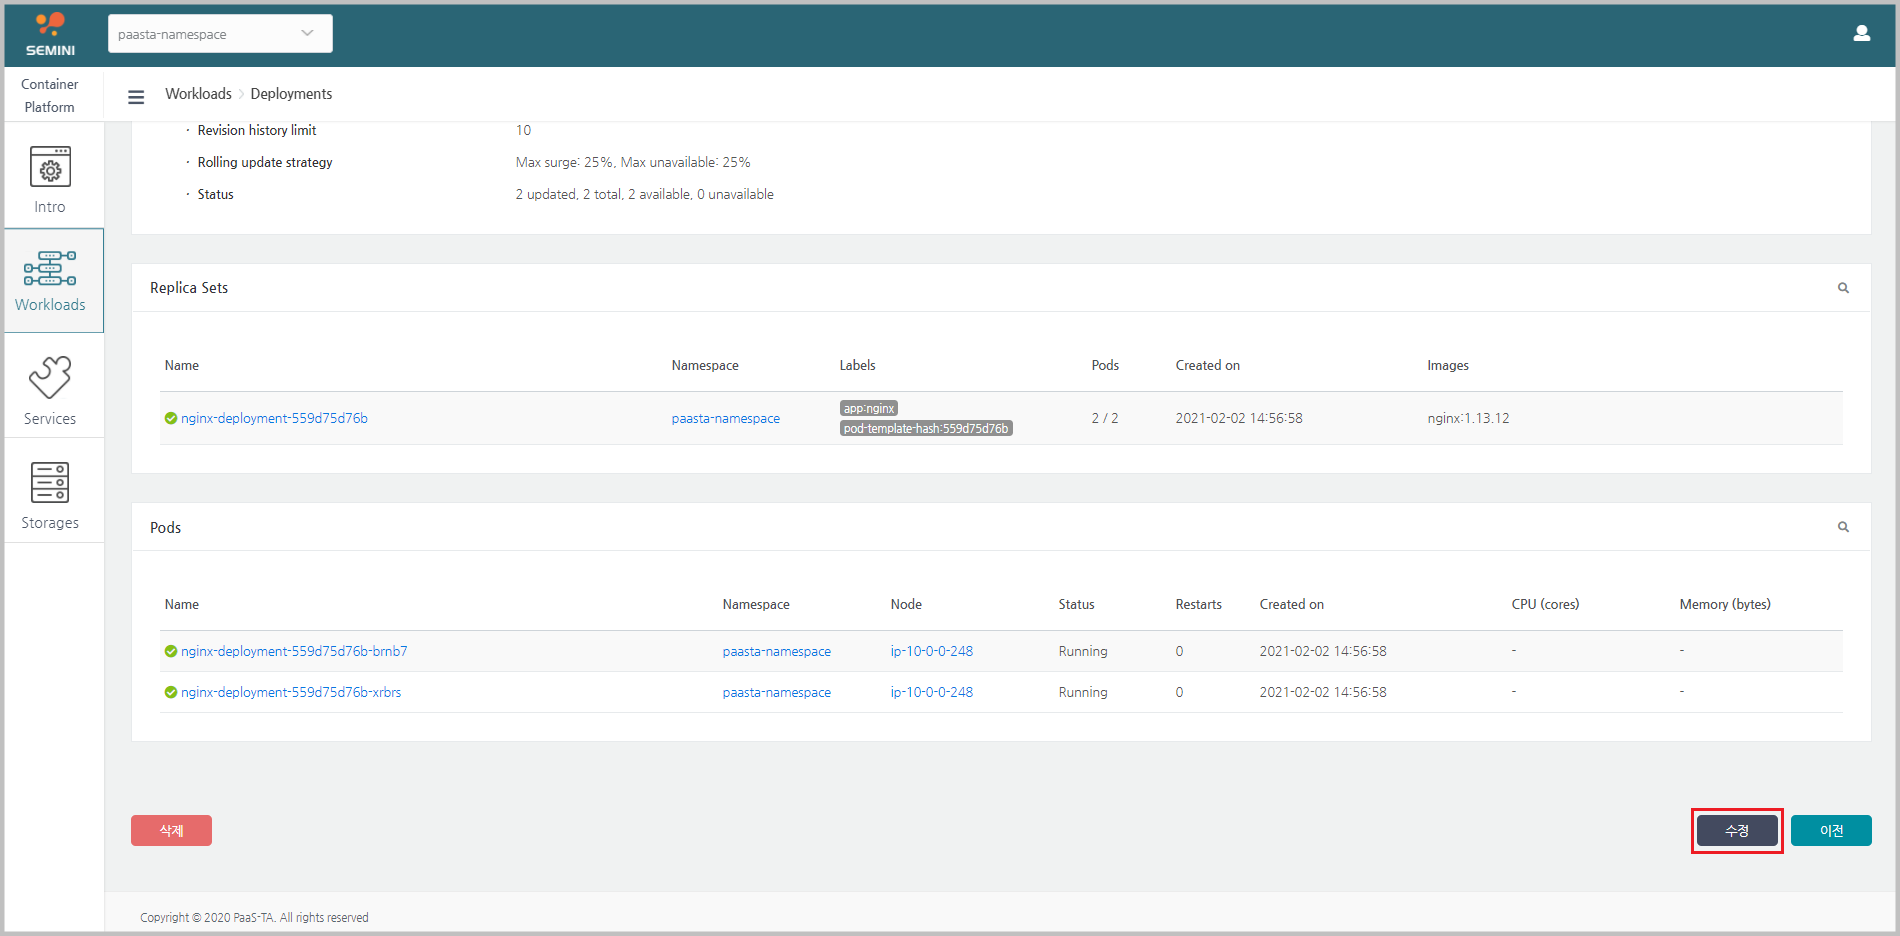 SEMINI
paasta-namespace
Container
Platform
Workloads > Deployments
Intro
Workloads
Services
Storages
· Revision history limit 10
· Rolling update strategy Max surge: 25%, Max unavailable: 25%
· Status 2 updated, 2 total, 2 available, 0 unavailable
Replica Sets
Name Namespace Labels Pods Created on Images
nginx-deployment-559d75d76b paasta-namespace app:nginx 2 / 2 2021-02-02 14:56:58 nginx:1.13.12
pod-template-hash:559d75d76b
Pods
Name Namespace Node Status Restarts Created on CPU (cores) Memory (bytes)
nginx-deployment-559d75d76b-brnb7 paasta-namespace ip-10-0-0-248 Running 0 2021-02-02 14:56:58 - -
nginx-deployment-559d75d76b-xrbrs paasta-namespace ip-10-0-0-248 Running 0 2021-02-02 14:56:58 - -
삭제 수정 이전
Copyright © 2020 PaaS-TA. All rights reserved